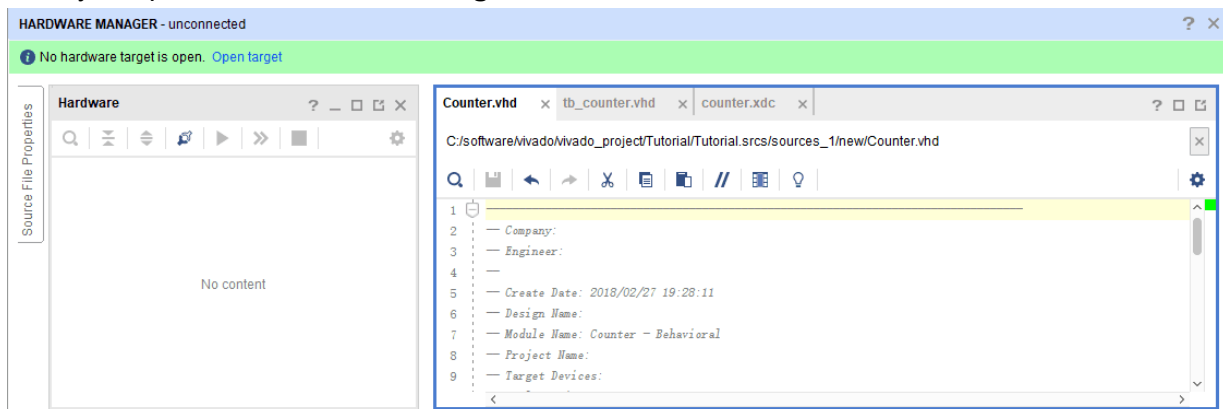 HARDWARE MANAGER - unconnected
No hardware target is open. Open target
Source File Properties
Hardware
No content
Counter.vhd
tb_counter.vhd
counter.xdc
C:/software/vivado/vivado_project/Tutorial/Tutorial.srcs/sources_1/new/Counter.vhd
1
2 -- Company:
3 -- Engineer:
4 --
5 -- Create Date: 2018/02/27 19:28:11
6 -- Design Name:
7 -- Module Name: Counter - Behavioral
8 -- Project Name:
9 -- Target Devices: